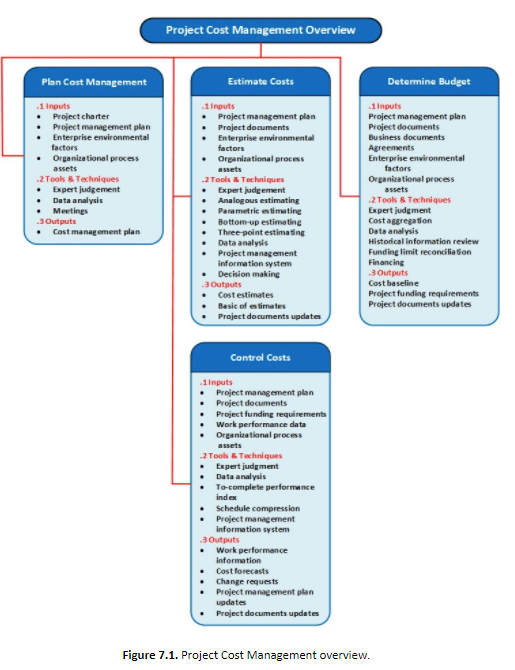 Project Cost Management Overview
Plan Cost Management
.1 Inputs
• Project charter
• Project management plan
• Enterprise environmental
factors
• Organizational process
assets
.2 Tools & Techniques
• Expert judgement
• Data analysis
• Meetings
.3 Outputs
• Cost management plan
Estimate Costs
.1 Inputs
• Project management plan
• Project documents
• Enterprise environmental
factors
• Organizational process
assets
.2 Tools & Techniques
• Expert judgement
• Analogous estimating
• Parametric estimating
• Bottom-up estimating
• Three-point estimating
• Data analysis
• Project management
information system
• Decision making
.3 Outputs
• Cost estimates
• Basic of estimates
• Project documents updates
Determine Budget
.1 Inputs
Project management plan
Project documents
Business documents
Agreements
Enterprise environmental
factors
Organizational process
assets
.2 Tools & Techniques
Expert judgment
Cost aggregation
Data analysis
Historical information review
Funding limit reconciliation
Financing
.3 Outputs
Cost baseline
Project funding requirements
Project documents updates
Control Costs
.1 Inputs
• Project management plan
• Project documents
• Project funding requirements
• Work performance data
• Organizational process
assets
.2 Tools & Techniques
• Expert judgment
• Data analysis
• To-complete performance
index
• Schedule compression
• Project management
information system
.3 Outputs
• Work performance
information
• Cost forecasts
• Change requests
• Project management plan
updates
• Project documents updates
Figure 7.1. Project Cost Management overview.